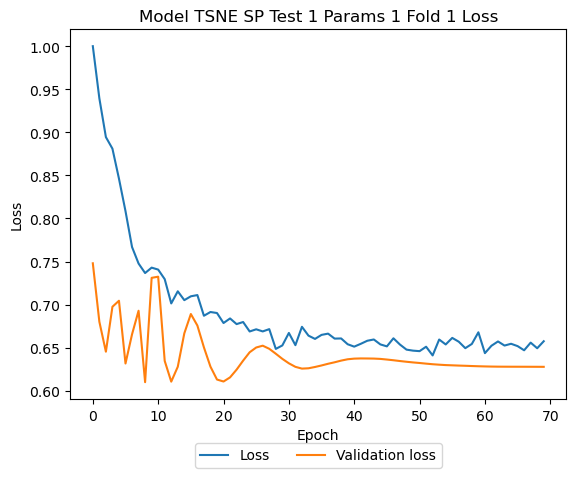 Model TSNE SP Test 1 Params 1 Fold 1 Loss
1.00
0.95
0.90
0.85
0.80
0.75
0.70
0.65
0.60
Loss
0 10 20 30 40 50 60 70
Epoch
Loss Validation loss